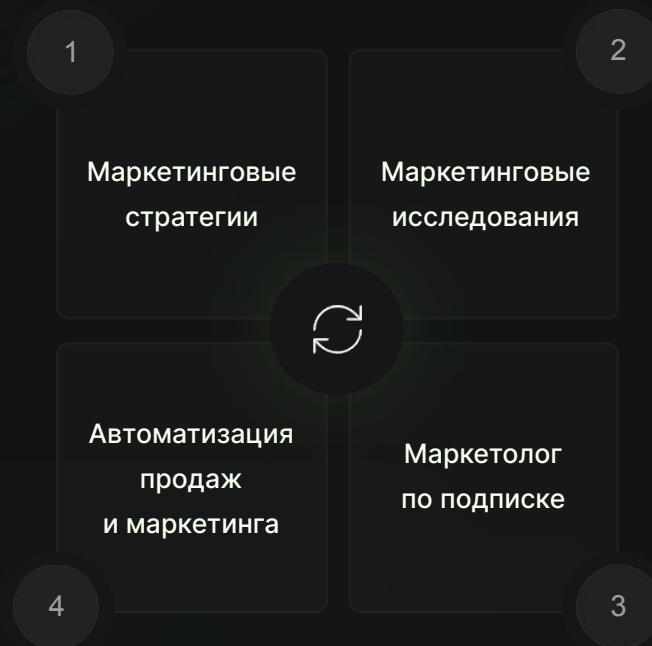 1
Маркетинговые
стратегии
2
Маркетинговые
исследования
Автоматизация
продаж
и маркетинга
4
Маркетолог
по подписке
3